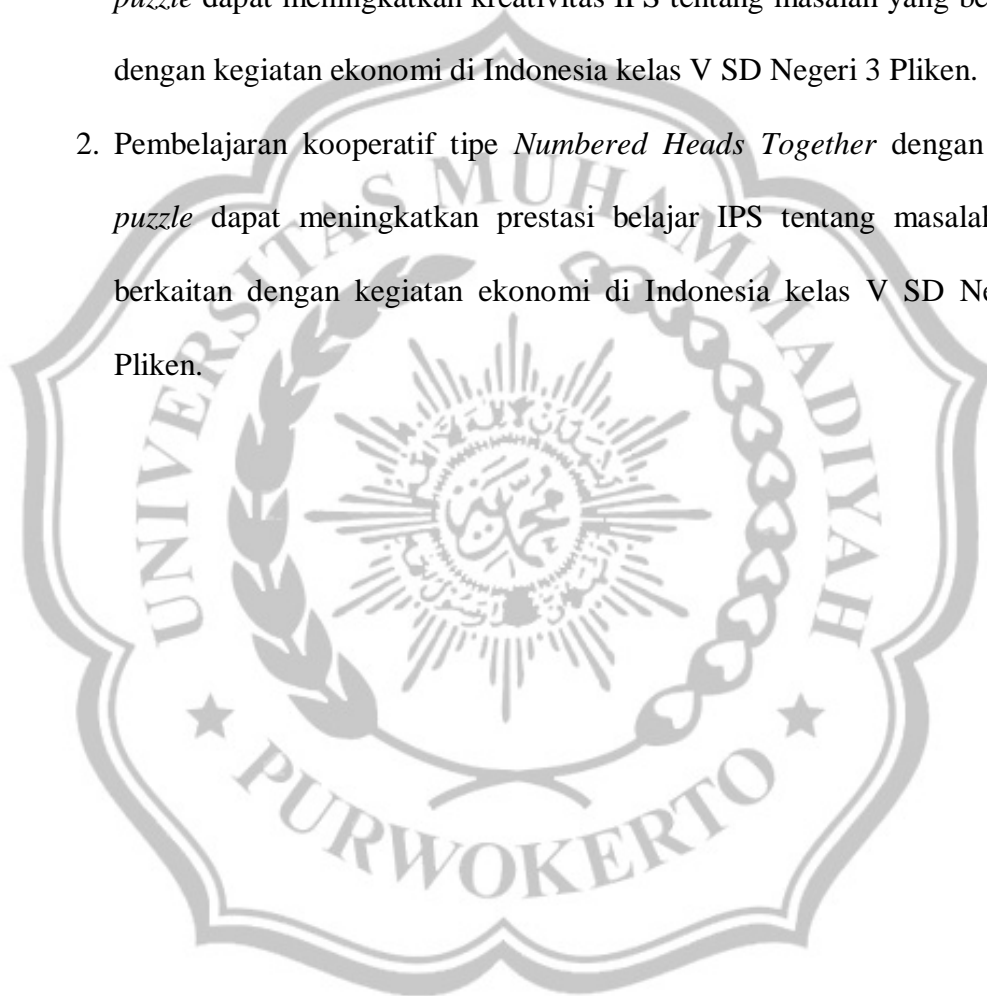 puzzle dapat meningkatkan kreativitas IPS tentang masalah yang be
dengan kegiatan ekonomi di Indonesia kelas V SD Negeri 3 Pliken.
2. Pembelajaran kooperatif tipe Numbered Heads Together dengan
puzzle dapat meningkatkan prestasi belajar IPS tentang masalah
berkaitan dengan kegiatan ekonomi di Indonesia kelas V SD Ne
Pliken.
UNIVERSITAS MUHAMMADIYAH
PURWOKERTO